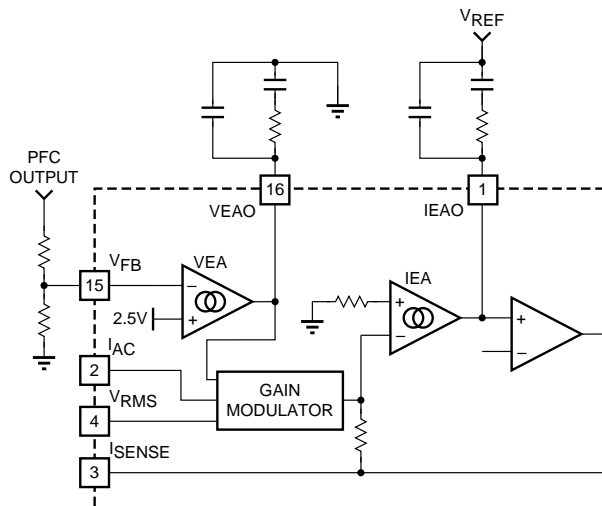 VREF
PFC
OUTPUT
16
1
VEAO
IEAO
VFB
VEA
IEA
15
−
+
2.5V
+
−
+
−
IAC
2
GAIN
MODULATOR
VRMS
4
ISENSE
3